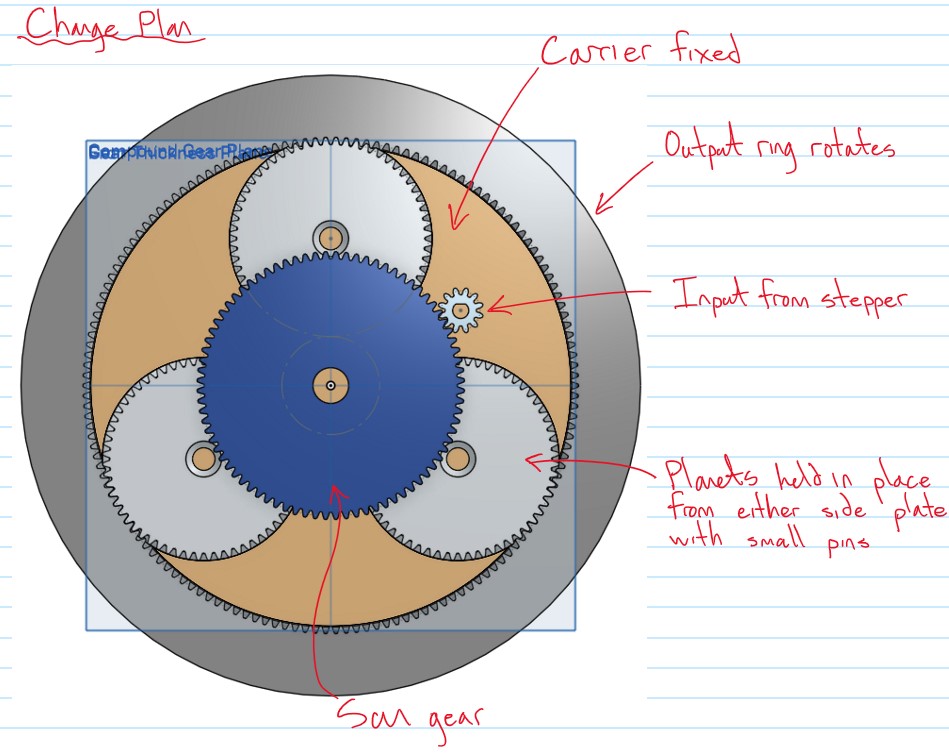 Change Plan
Carrier fixed
Output ring rotates
Input from stepper
Planets held in place
from either side plate
with small pins
Sun gear